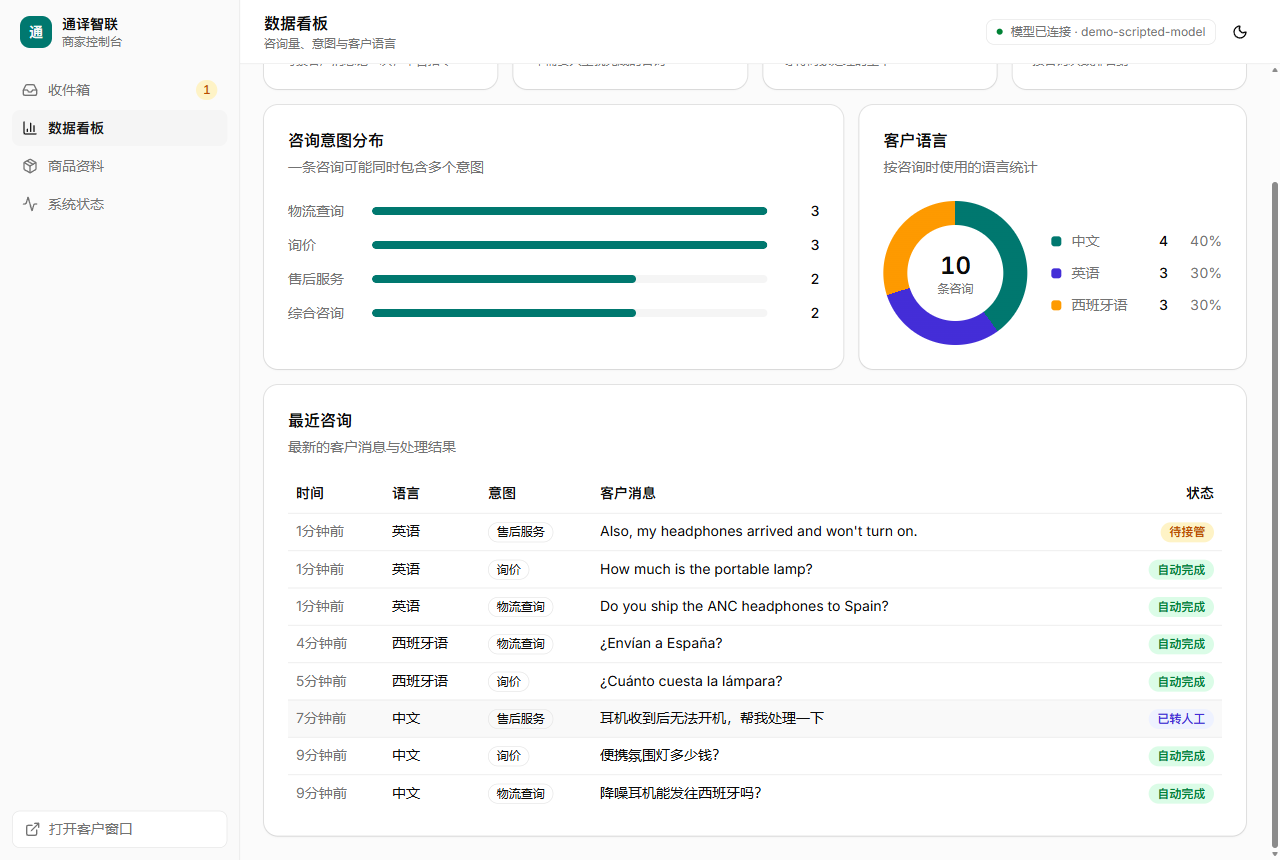 通
通译智联
商家控制台
收件箱
1
数据看板
商品资料
系统状态
打开客户窗口
数据看板
咨询量、意图与客户语言
模型已连接 · demo-scripted-model
咨询意图分布
一条咨询可能同时包含多个意图
物流查询 3
询价 3
售后服务 2
综合咨询 2
客户语言
按咨询时使用的语言统计
10
条咨询
中文 4 40%
英语 3 30%
西班牙语 3 30%
最近咨询
最新的客户消息与处理结果
时间 语言 意图 客户消息 状态
1分钟前 英语 售后服务 Also, my headphones arrived and won't turn on. 待接管
1分钟前 英语 询价 How much is the portable lamp? 自动完成
1分钟前 英语 物流查询 Do you ship the ANC headphones to Spain? 自动完成
4分钟前 西班牙语 物流查询 ¿Envían a España? 自动完成
5分钟前 西班牙语 询价 ¿Cuánto cuesta la lámpara? 自动完成
7分钟前 中文 售后服务 耳机收到后无法开机，帮我处理一下 已转人工
9分钟前 中文 询价 便携氛围灯多少钱？ 自动完成
9分钟前 中文 物流查询 降噪耳机能发往西班牙吗？ 自动完成